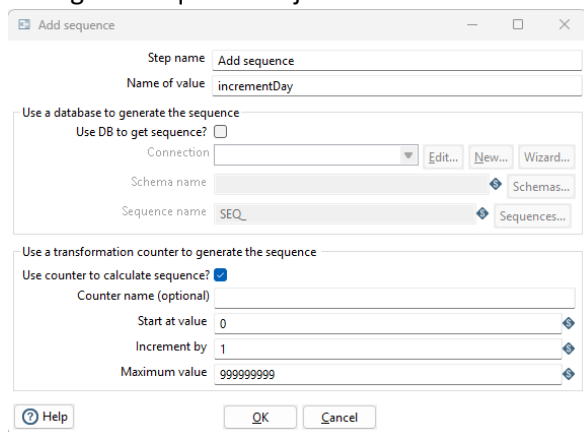 Add sequence
Step name Add sequence
Name of value incrementDay
Use a database to generate the sequence
Use DB to get sequence?
Connection Edit... New... Wizard...
Schema name Schemas...
Sequence name SEQ_ Sequences...
Use a transformation counter to generate the sequence
Use counter to calculate sequence?
Counter name (optional)
Start at value 0
Increment by 1
Maximum value 999999999
Help OK Cancel